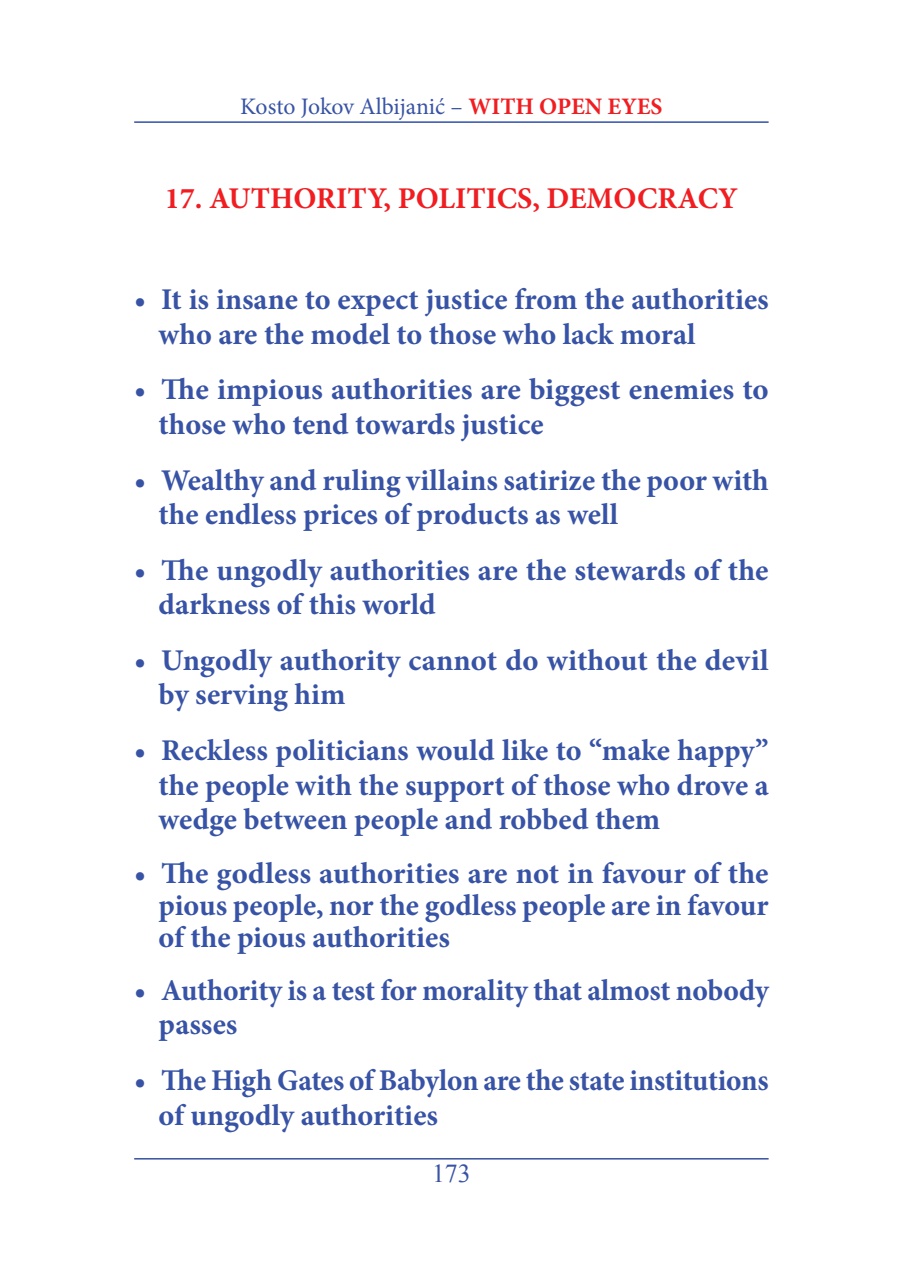 Kosto Jokov Albijanić – WITH OPEN EYES
17. AUTHORITY, POLITICS, DEMOCRACY
• It is insane to expect justice from the authorities
who are the model to those who lack moral
• The impious authorities are biggest enemies to
those who tend towards justice
• Wealthy and ruling villains satirize the poor with
the endless prices of products as well
• The ungodly authorities are the stewards of the
darkness of this world
• Ungodly authority cannot do without the devil
by serving him
• Reckless politicians would like to “make happy”
the people with the support of those who drove a
wedge between people and robbed them
• The godless authorities are not in favour of the
pious people, nor the godless people are in favour
of the pious authorities
• Authority is a test for morality that almost nobody
passes
• The High Gates of Babylon are the state institutions
of ungodly authorities
173